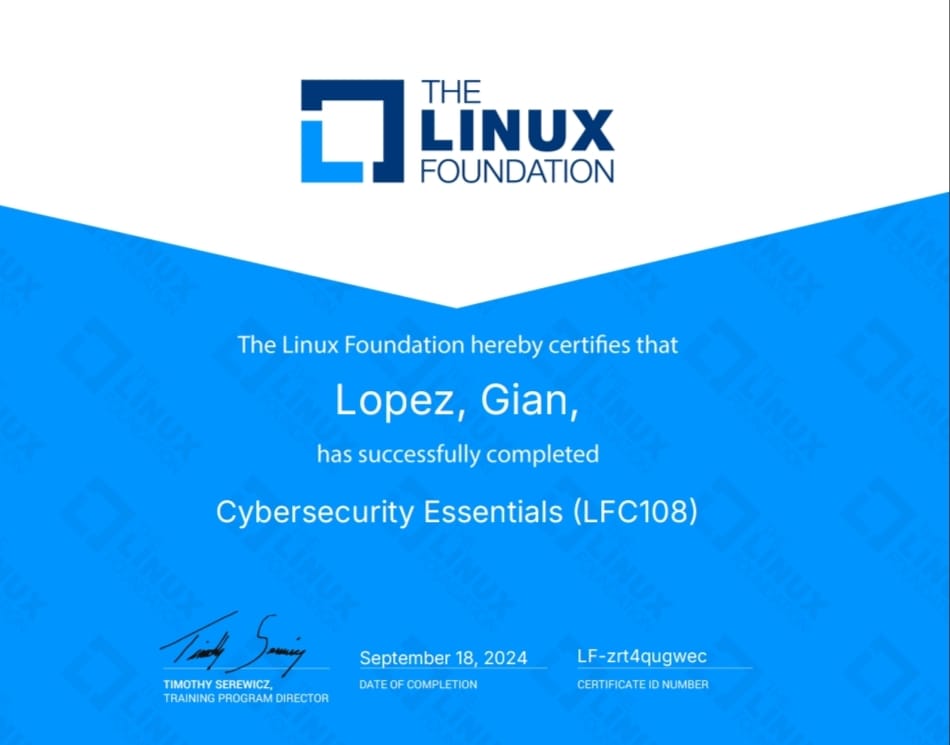 THE
LINUX
FOUNDATION
The Linux Foundation hereby certifies that
Lopez, Gian,
has successfully completed
Cybersecurity Essentials (LFC108)
Timothy Serewicz
September 18, 2024
LF-zrt4qugwec
TIMOTHY SEREWICZ,
DATE OF COMPLETION
CERTIFICATE ID NUMBER
TRAINING PROGRAM DIRECTOR